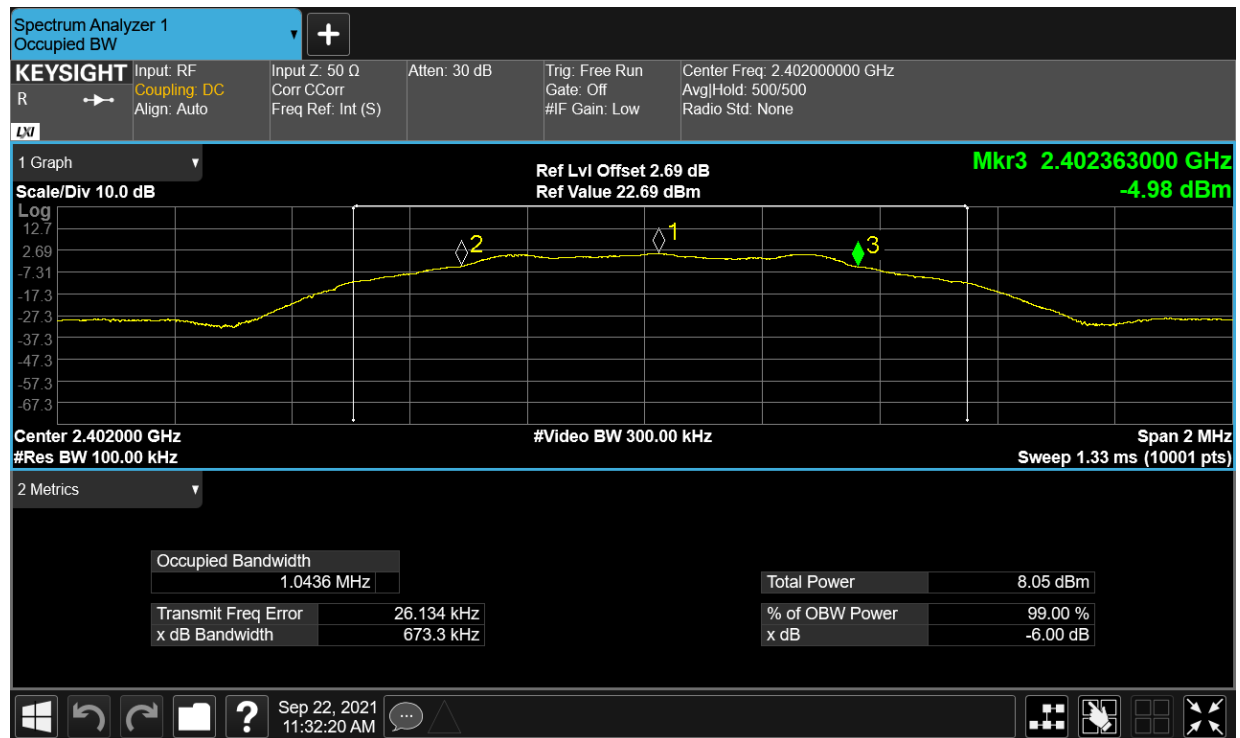 Spectrum Analyzer 1
Occupied BW
+
KEYSIGHT Input: RF Input Z: 50 Ω Atten: 30 dB Trig: Free Run Center Freq: 2.402000000 GHz
R Coupling: DC Corr CCorr Gate: Off Avg|Hold: 500/500
Align: Auto Freq Ref: Int (S) #IF Gain: Low Radio Std: None
LXI
1 Graph Ref Lvl Offset 2.69 dB Mkr3 2.402363000 GHz
Scale/Div 10.0 dB Ref Value 22.69 dBm -4.98 dBm
Log
12.7
2.69
-7.31
-17.3
-27.3
-37.3
-47.3
-57.3
-67.3
2 1 3
Center 2.402000 GHz #Video BW 300.00 kHz Span 2 MHz
#Res BW 100.00 kHz Sweep 1.33 ms (10001 pts)
2 Metrics
Occupied Bandwidth
1.0436 MHz Total Power 8.05 dBm
Transmit Freq Error 26.134 kHz % of OBW Power 99.00 %
x dB Bandwidth 673.3 kHz x dB -6.00 dB
? Sep 22, 2021
11:32:20 AM